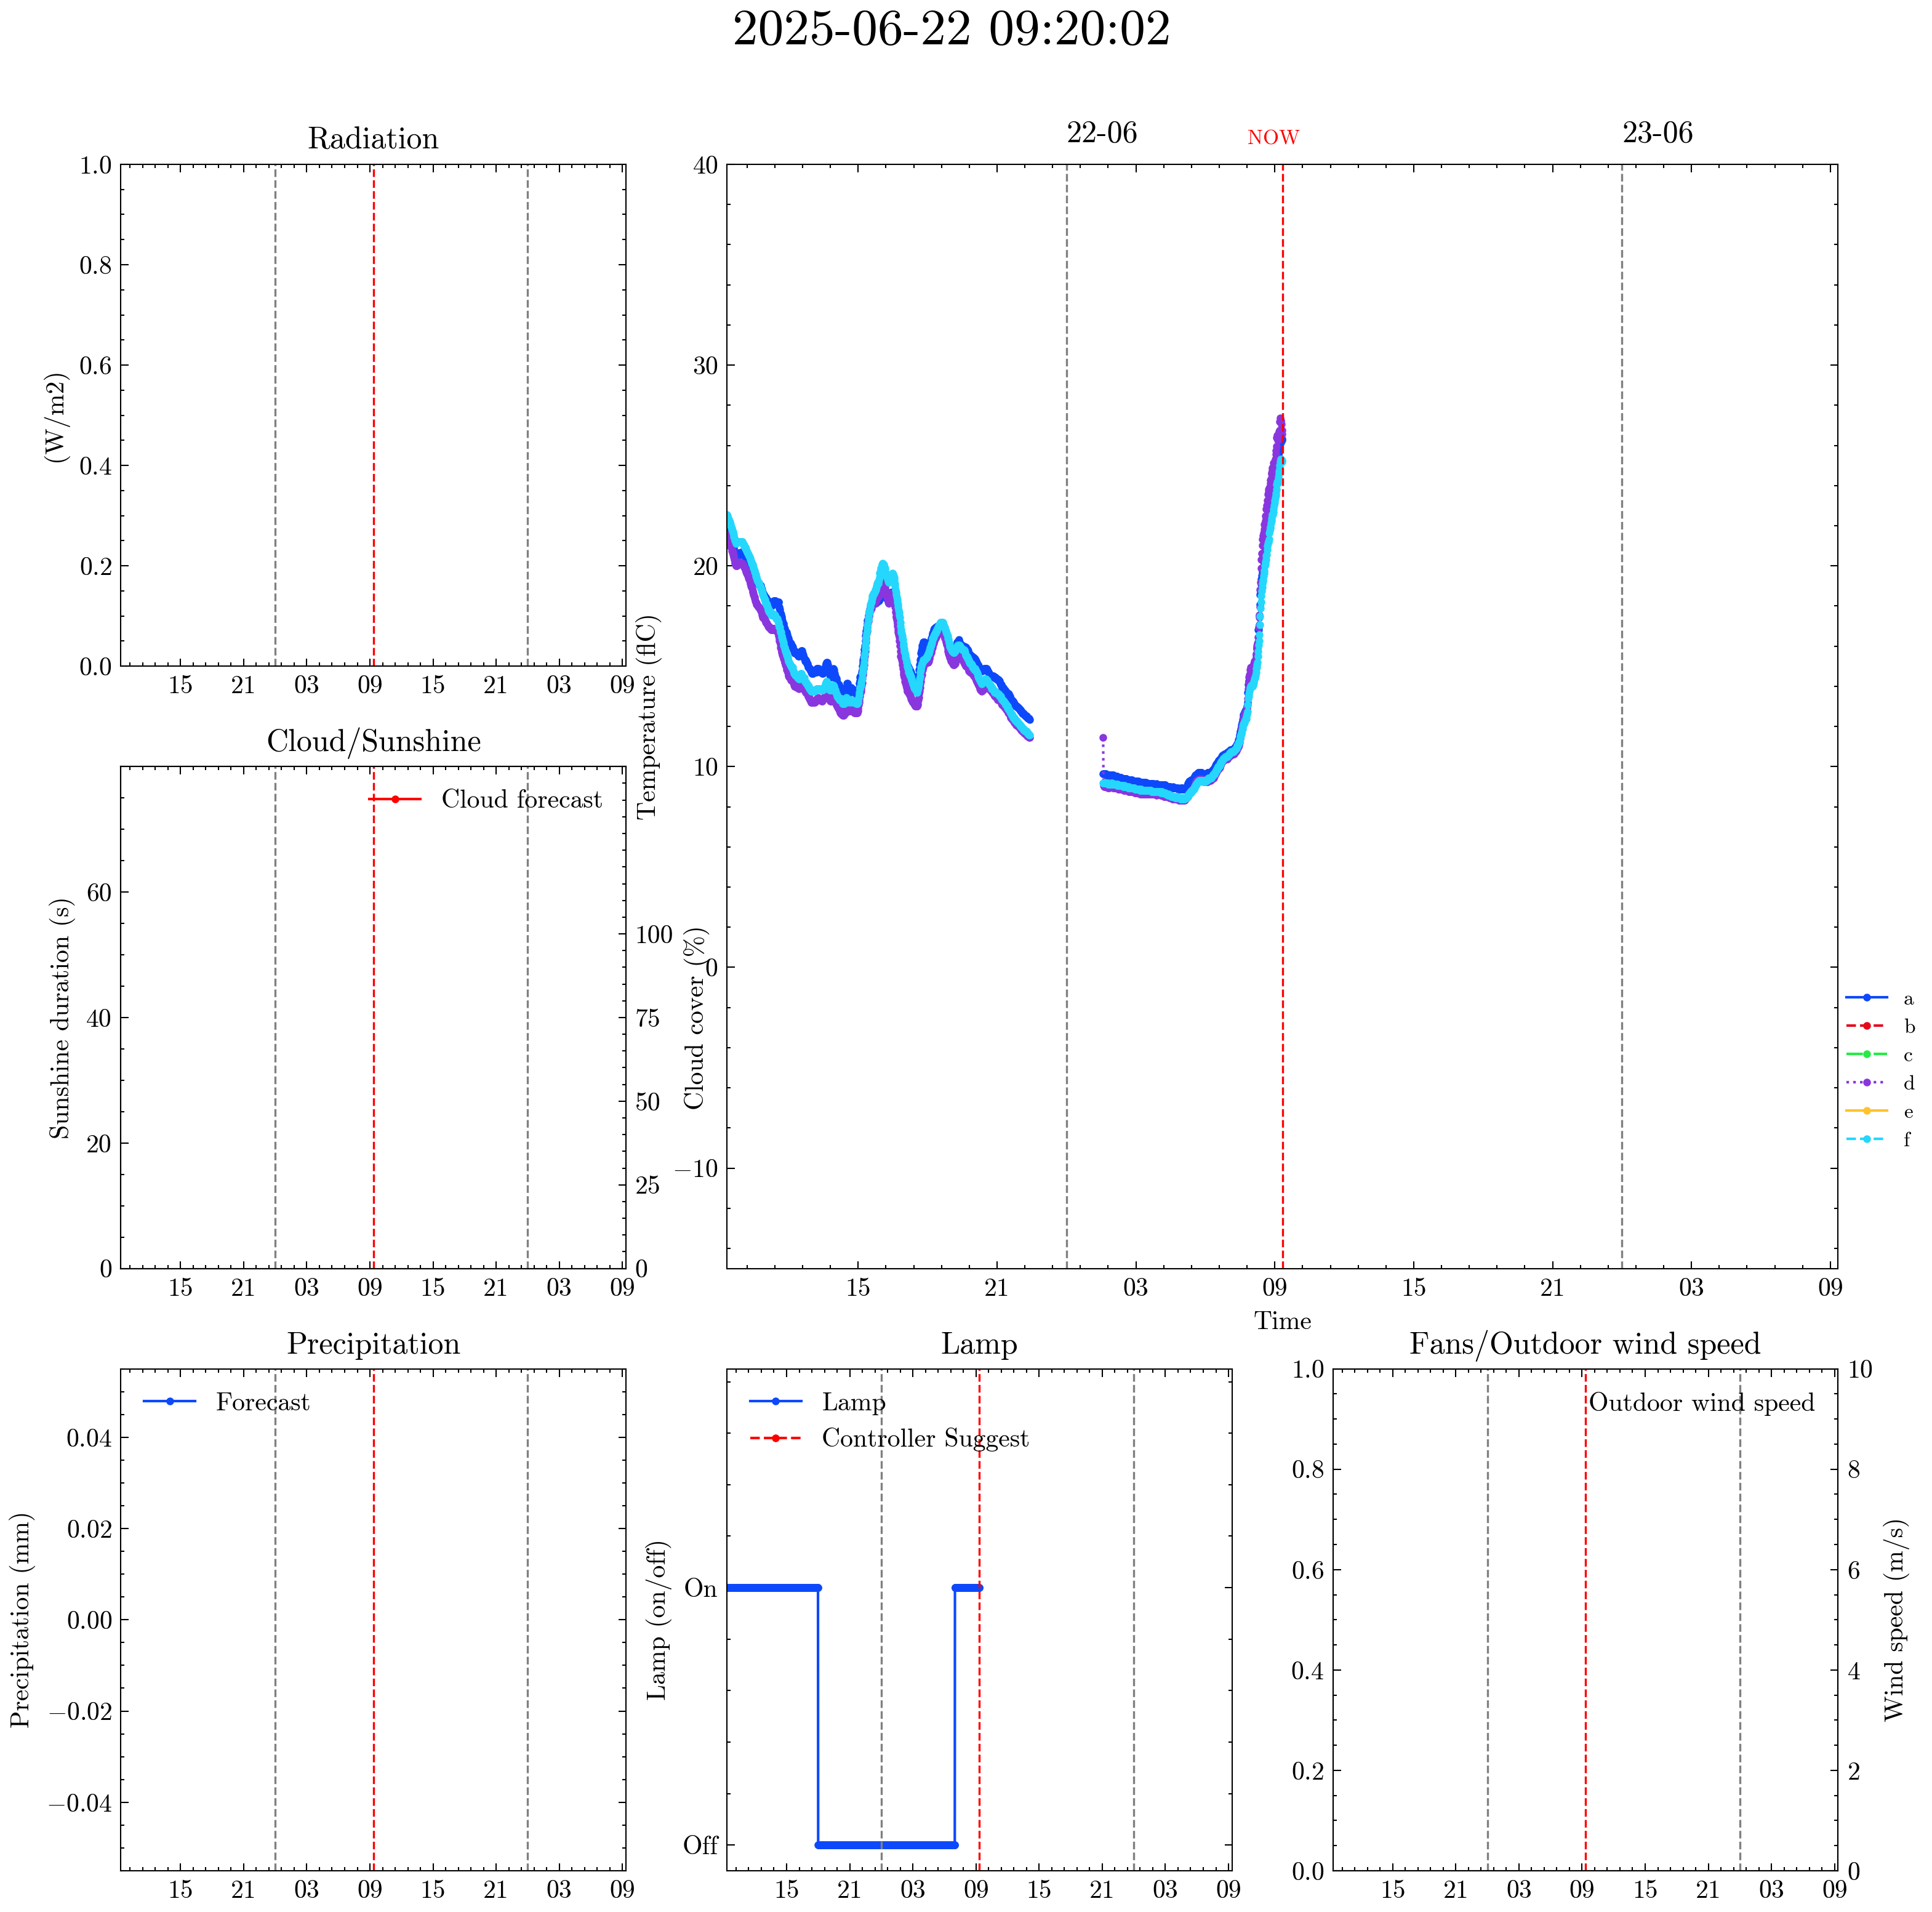 2025-06-22 09:20:02
Radiation
1.0
0.8
0.6
0.4
0.2
0.0
(W/m2)
15 21 03 09 15 21 03 09
22-06
NOW
23-06
40
30
20
10
0
−10
Temperature (flC)
15 21 03 09 15 21 03 09
Time
a
b
c
d
e
f
Cloud/Sunshine
Cloud forecast
60
40
20
0
Sunshine duration (s)
100
75
50
25
0
Cloud cover (%)
15 21 03 09 15 21 03 09
Precipitation
Forecast
0.04
0.02
0.00
−0.02
−0.04
Precipitation (mm)
15 21 03 09 15 21 03 09
Lamp
Lamp
Controller Suggest
On
Off
Lamp (on/off)
15 21 03 09 15 21 03 09
Fans/Outdoor wind speed
Outdoor wind speed
1.0
0.8
0.6
0.4
0.2
0.0
10
8
6
4
2
0
Wind speed (m/s)
15 21 03 09 15 21 03 09